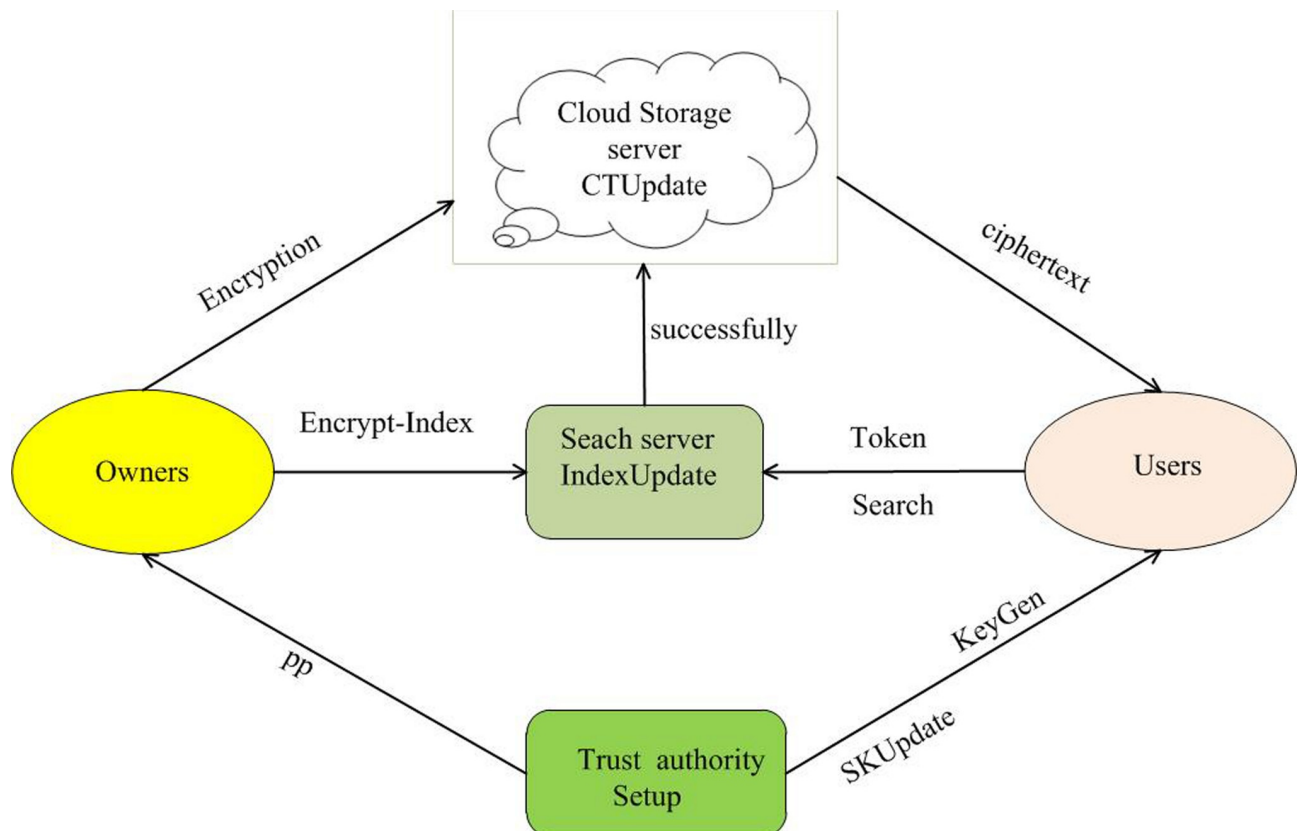 Cloud Storage
server
CTUpdate
Encryption
ciphertext
successfully
Encrypt-Index
Seach server
IndexUpdate
Token
Search
Owners
Users
pp
KeyGen
SKUpdate
Trust authority
Setup